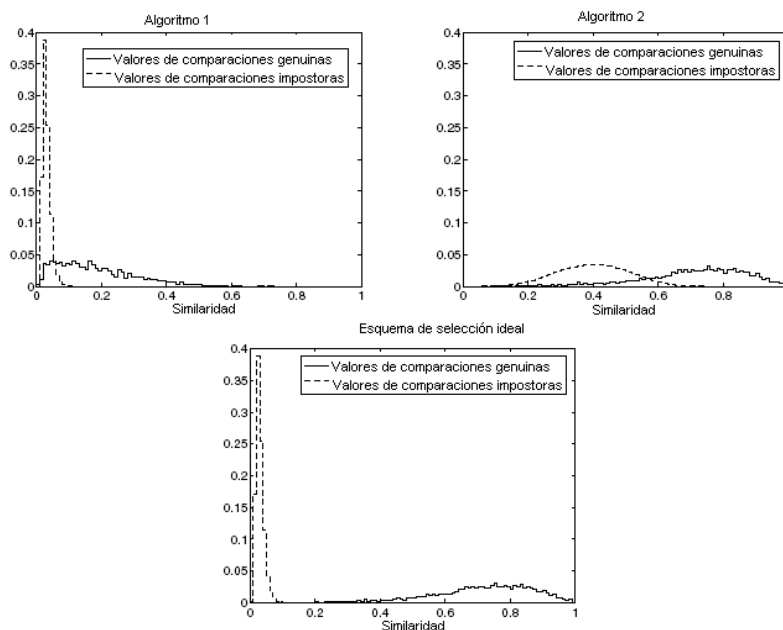 Algoritmo 1
0.4
0.35
0.3
0.25
0.2
0.15
0.1
0.05
0
Valores de comparaciones genuinas
Valores de comparaciones impostoras
0 0.2 0.4 0.6 0.8 1
Similaridad
Algoritmo 2
0.4
0.35
0.3
0.25
0.2
0.15
0.1
0.05
0
Valores de comparaciones genuinas
Valores de comparaciones impostoras
0 0.2 0.4 0.6 0.8
Similaridad
Esquema de selección ideal
0.4
0.35
0.3
0.25
0.2
0.15
0.1
0.05
0
Valores de comparaciones genuinas
Valores de comparaciones impostoras
0 0.2 0.4 0.6 0.8 1
Similaridad